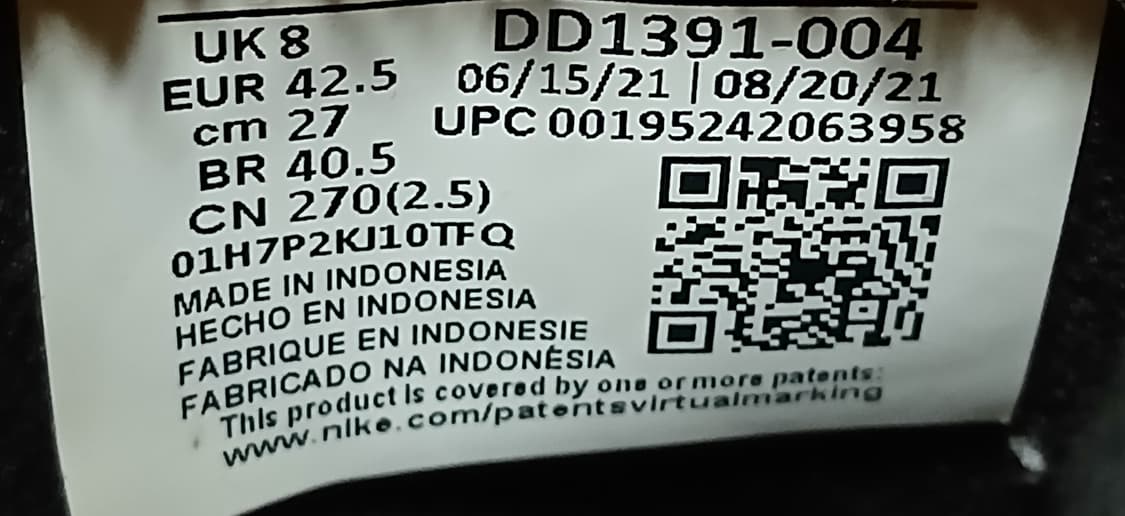 UK 8 DD1391-004
EUR 42.5 06/15/21 | 08/20/21
cm 27 UPC 00195242063958
BR 40.5
CN 270(2.5)
01H7P2KJ10TFQ
MADE IN INDONESIA
HECHO EN INDONESIA
FABRIQUE EN INDONESIE
FABRICADO NA INDONÉSIA
This product is covered by one or more patents:
www.nike.com/patentsvirtualmarking